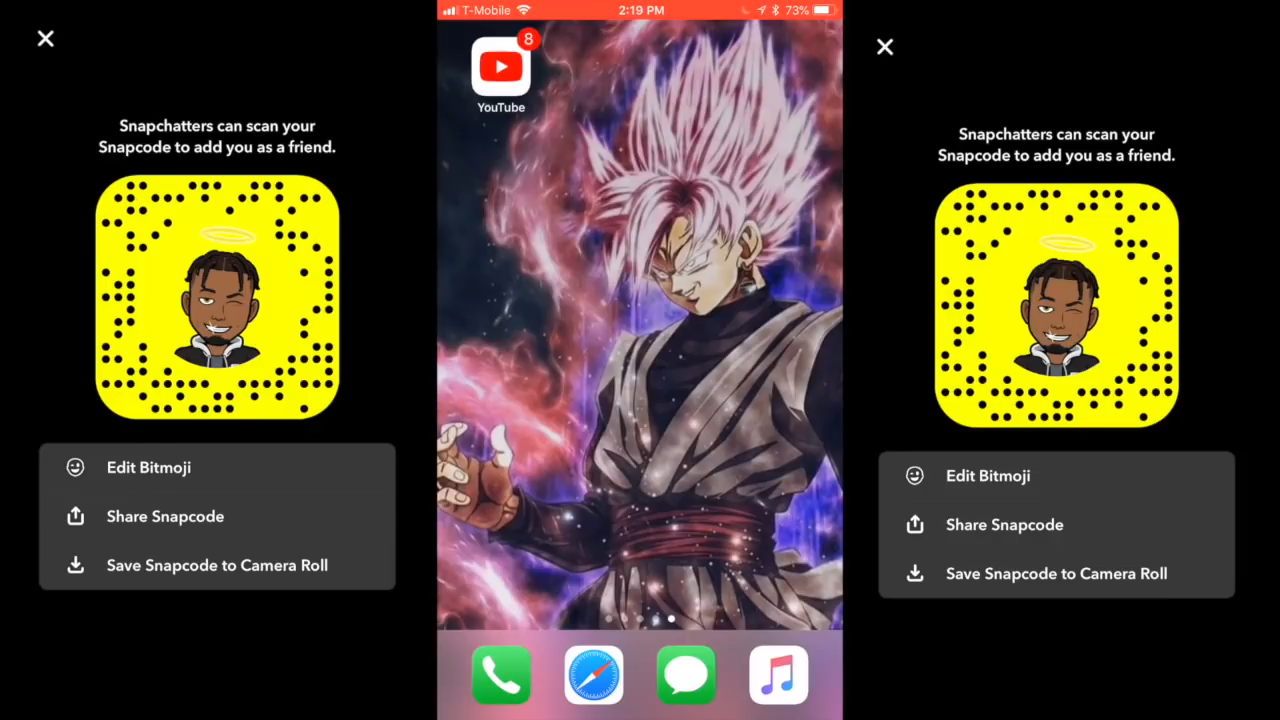 Snapchatters can scan your
Snapcode to add you as a friend.
Edit Bitmoji
Share Snapcode
Save Snapcode to Camera Roll
T-Mobile
2:19 PM
73%
8
YouTube
Snapchatters can scan your
Snapcode to add you as a friend.
Edit Bitmoji
Share Snapcode
Save Snapcode to Camera Roll